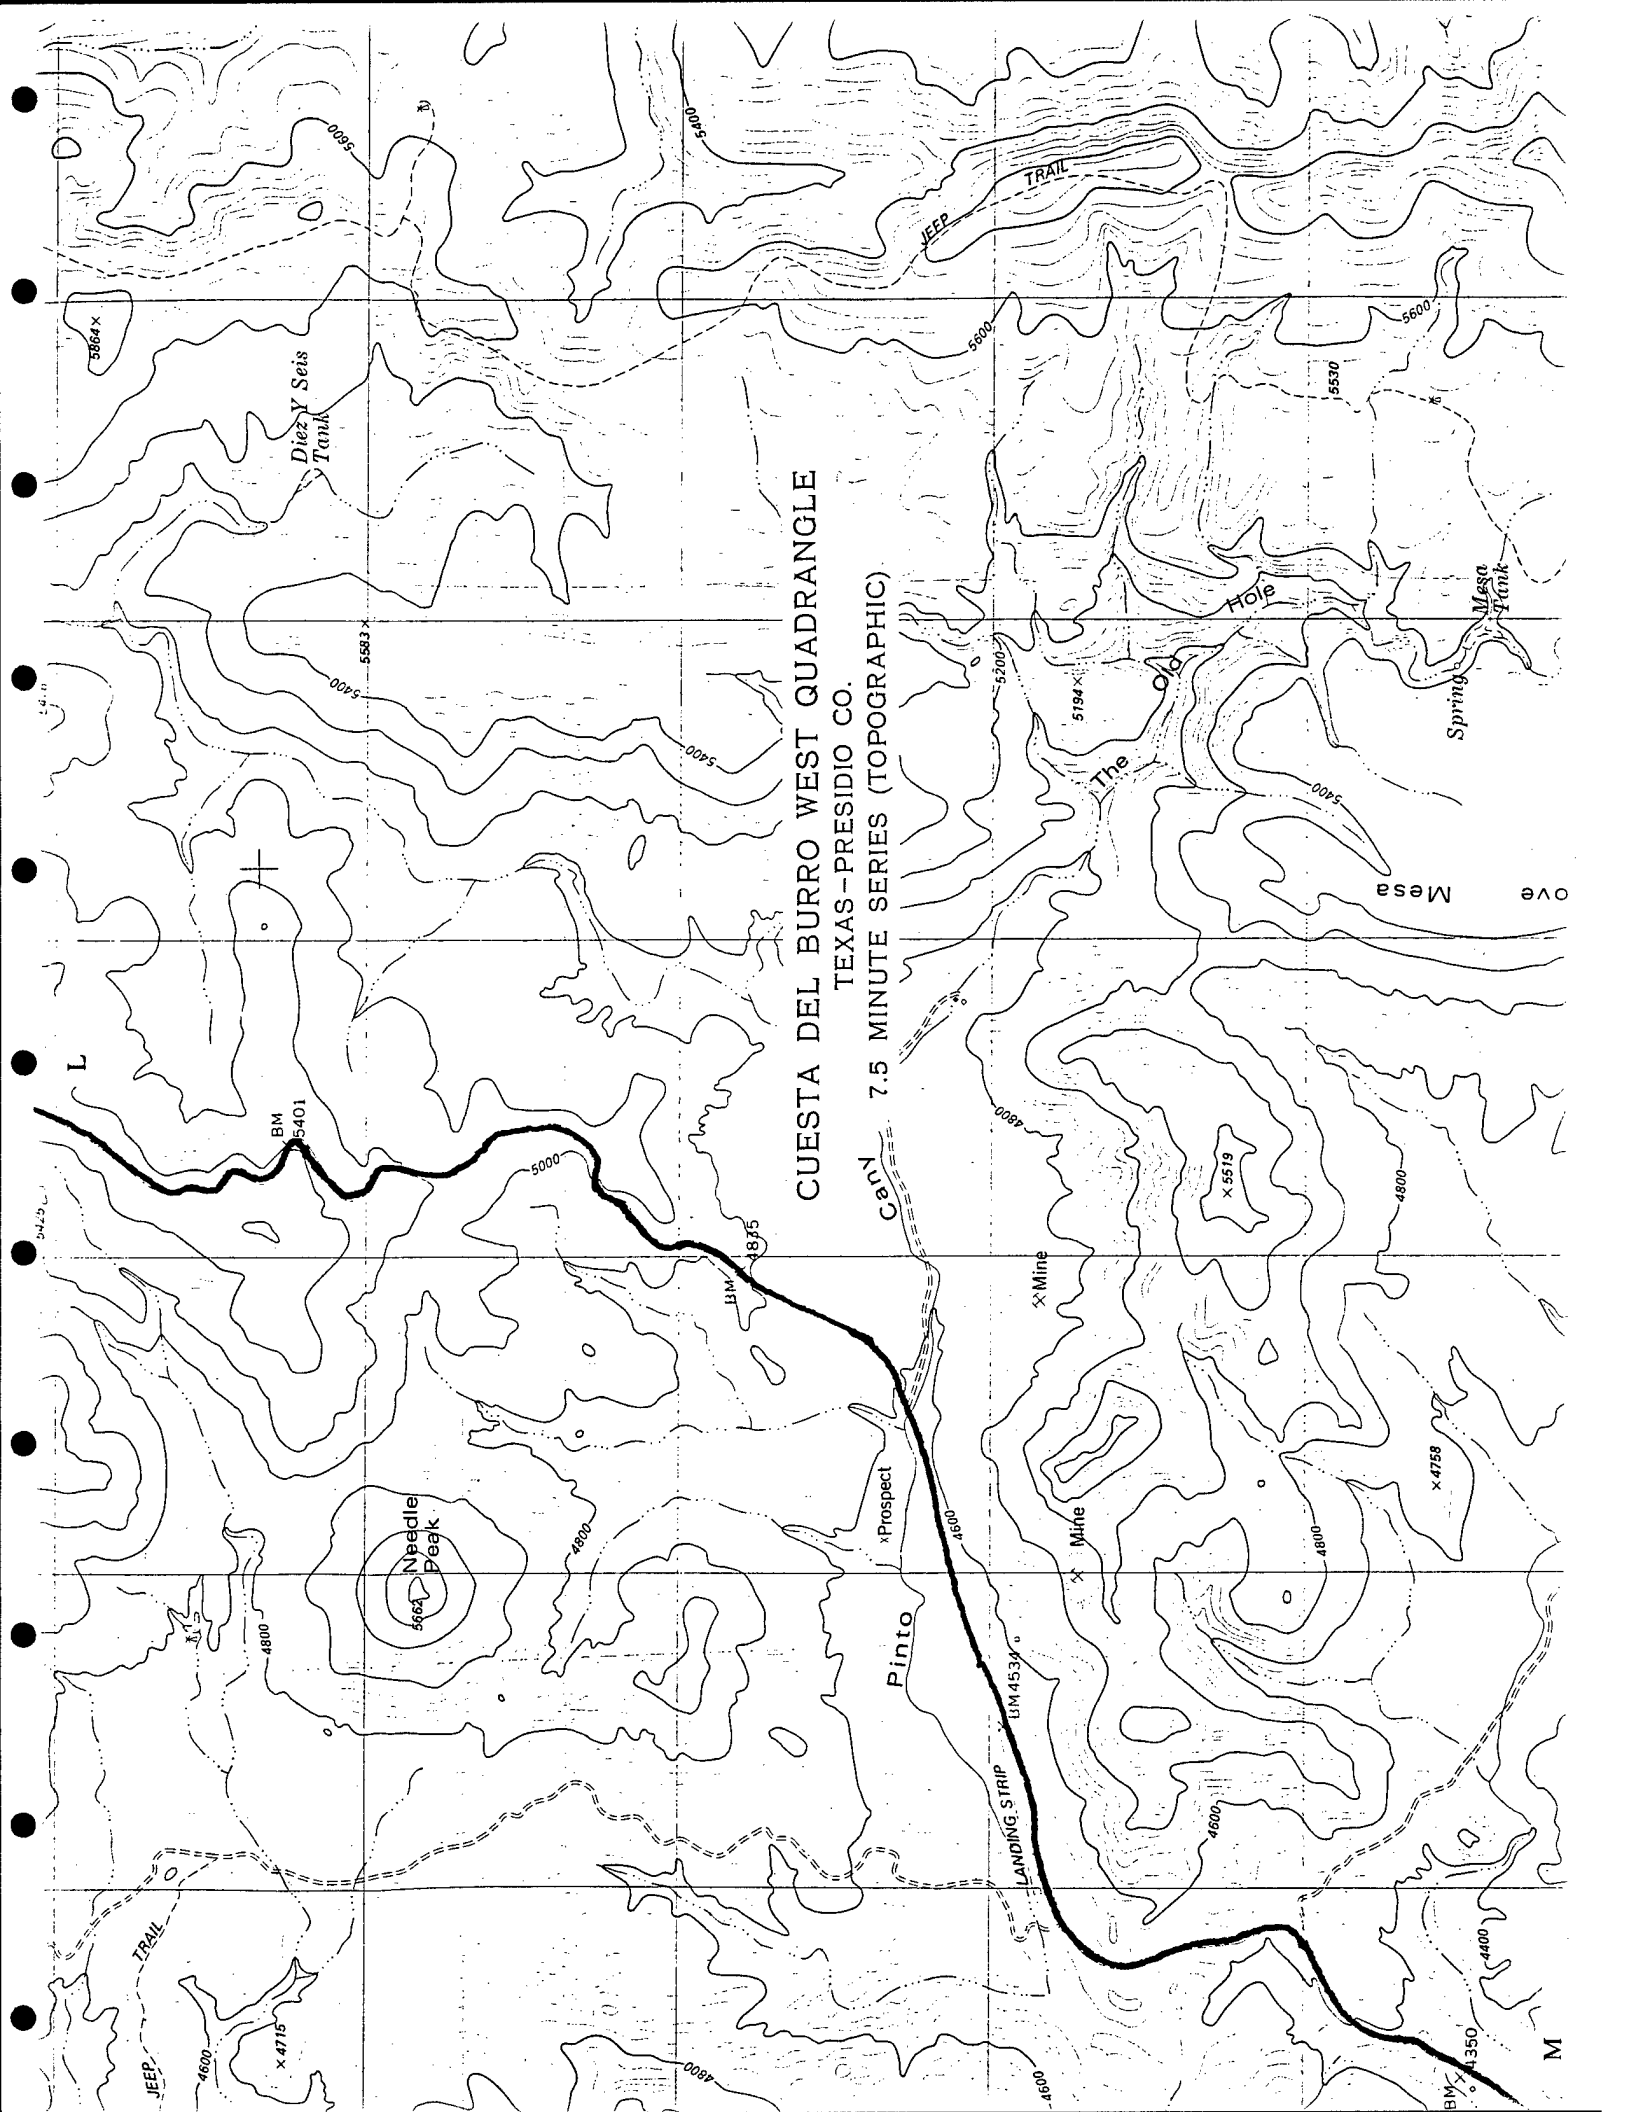 CUESTA DEL BURRO WEST QUADRANGLE
TEXAS-PRESIDIO CO.
7.5 MINUTE SERIES (TOPOGRAPHIC)
L
M
5864
5600
5400
JEEP TRAIL
Diez Y Seis
Tank
5600
5600
5530
5583
5400
5400
5200
5194
The Old Hole
Mesa
Tank
Spring
5400
Mesa
ove
BM
5401
5000
BM
4835
Cany
4800
5519
4800
Mine
4758
Needle
Peak
5662
4800
Prospect
4600
Mine
4800
4800
Pinto
BM 4534
LANDING STRIP
4600
TRAIL
JEEP
4600
4715
4800
4600
4400
BM
4350